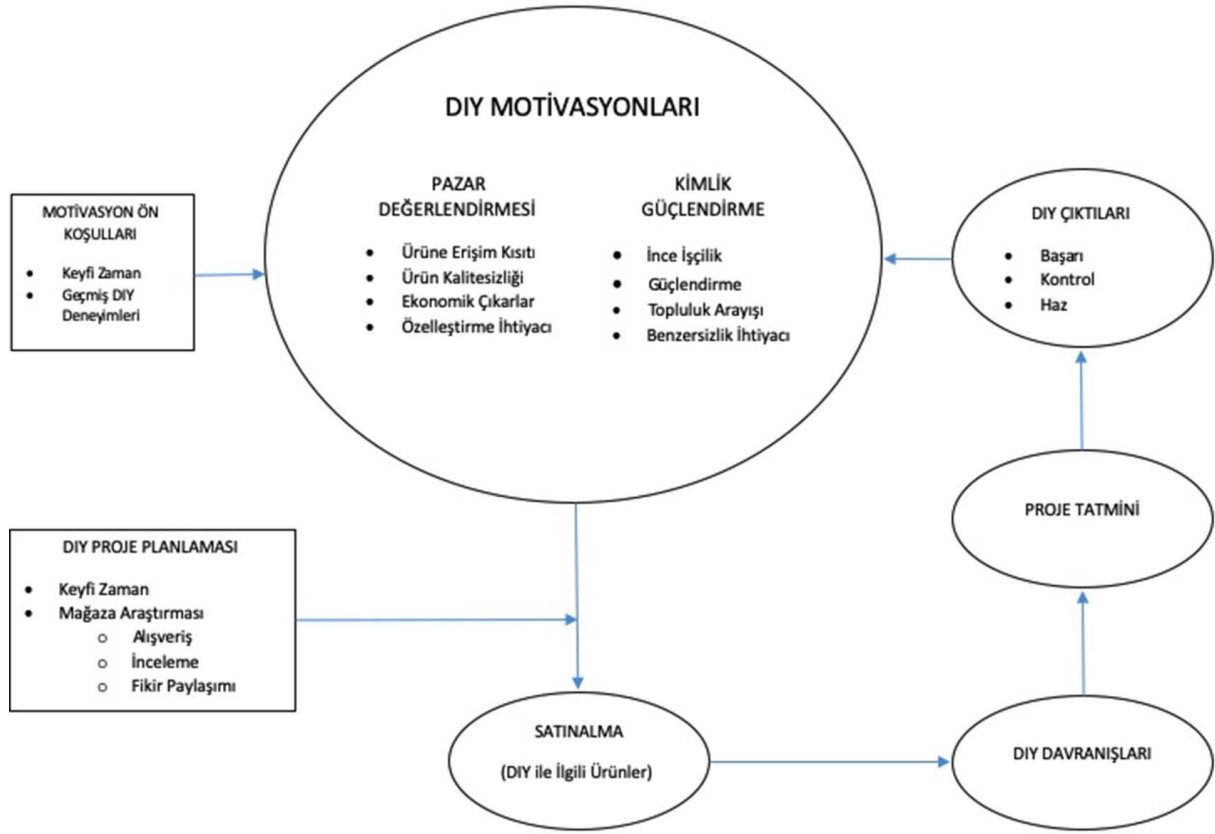 DIY MOTİVASYONLARI
PAZAR
DEĞERLENDİRMESİ
• Ürüne Erişim Kısıtı
• Ürün Kalitesizliği
• Ekonomik Çıkarlar
• Özelleştirme İhtiyacı
KİMLİK
GÜÇLENDİRME
• İnce İşçilik
• Güçlendirme
• Topluluk Arayışı
• Benzersizlik İhtiyacı
MOTİVASYON ÖN
KOŞULLARI
• Keyfi Zaman
• Geçmiş DIY
Deneyimleri
DIY ÇIKTILARI
• Başarı
• Kontrol
• Haz
PROJE TATMİNİ
DIY PROJE PLANLAMASI
• Keyfi Zaman
• Mağaza Araştırması
o Alışveriş
o İnceleme
o Fikir Paylaşımı
SATINALMA
(DIY ile İlgili Ürünler)
DIY DAVRANIŞLARI